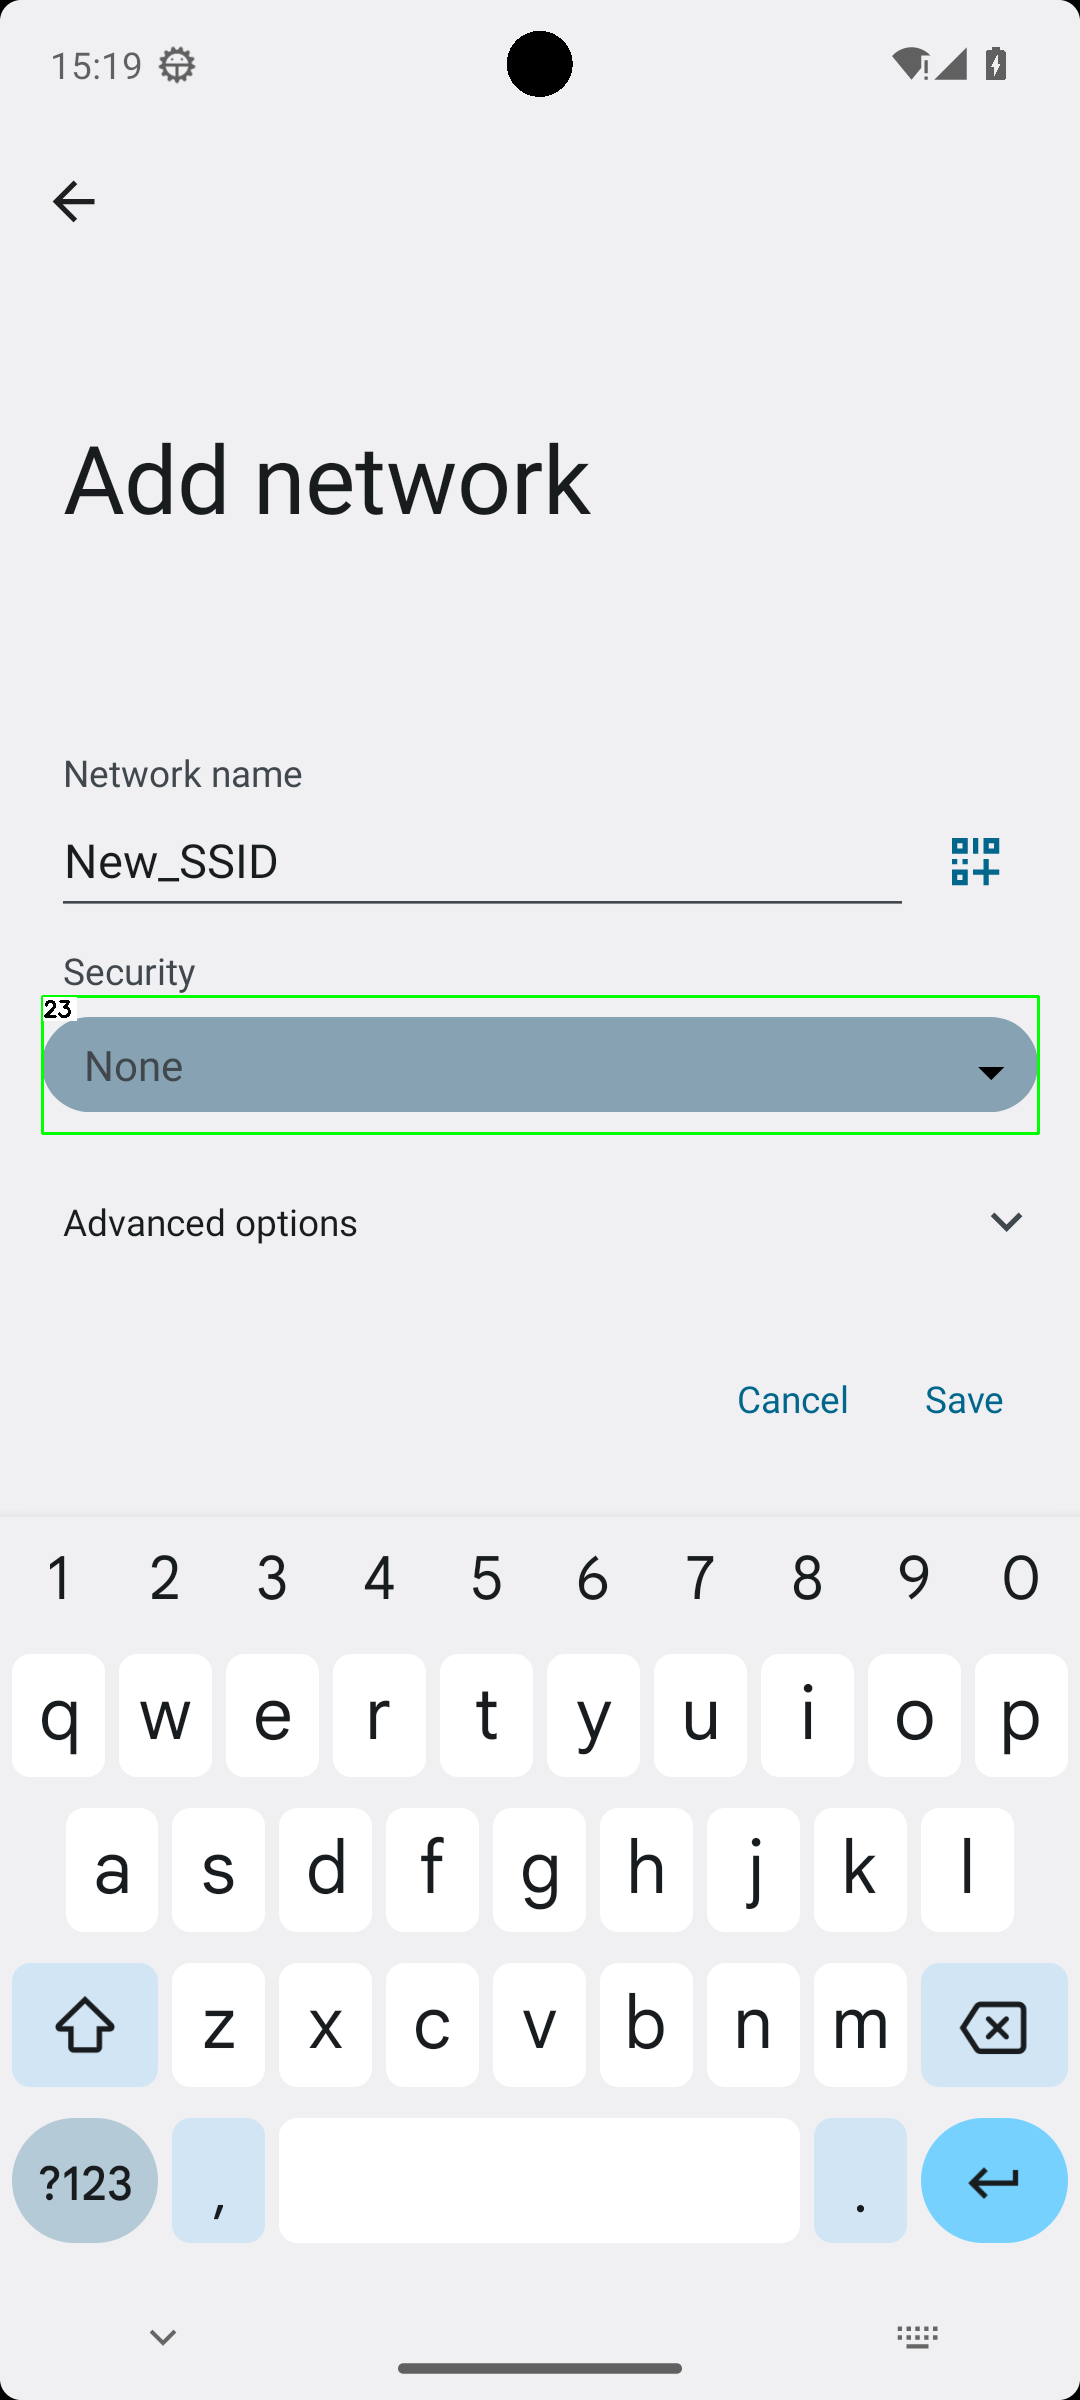 15:19
Add network
Network name
New_SSID
Security
23
None
Advanced options
Cancel Save
1 2 3 4 5 6 7 8 9 0
q w e r t y u i o p
a s d f g h j k l
z x c v b n m
?123 , .